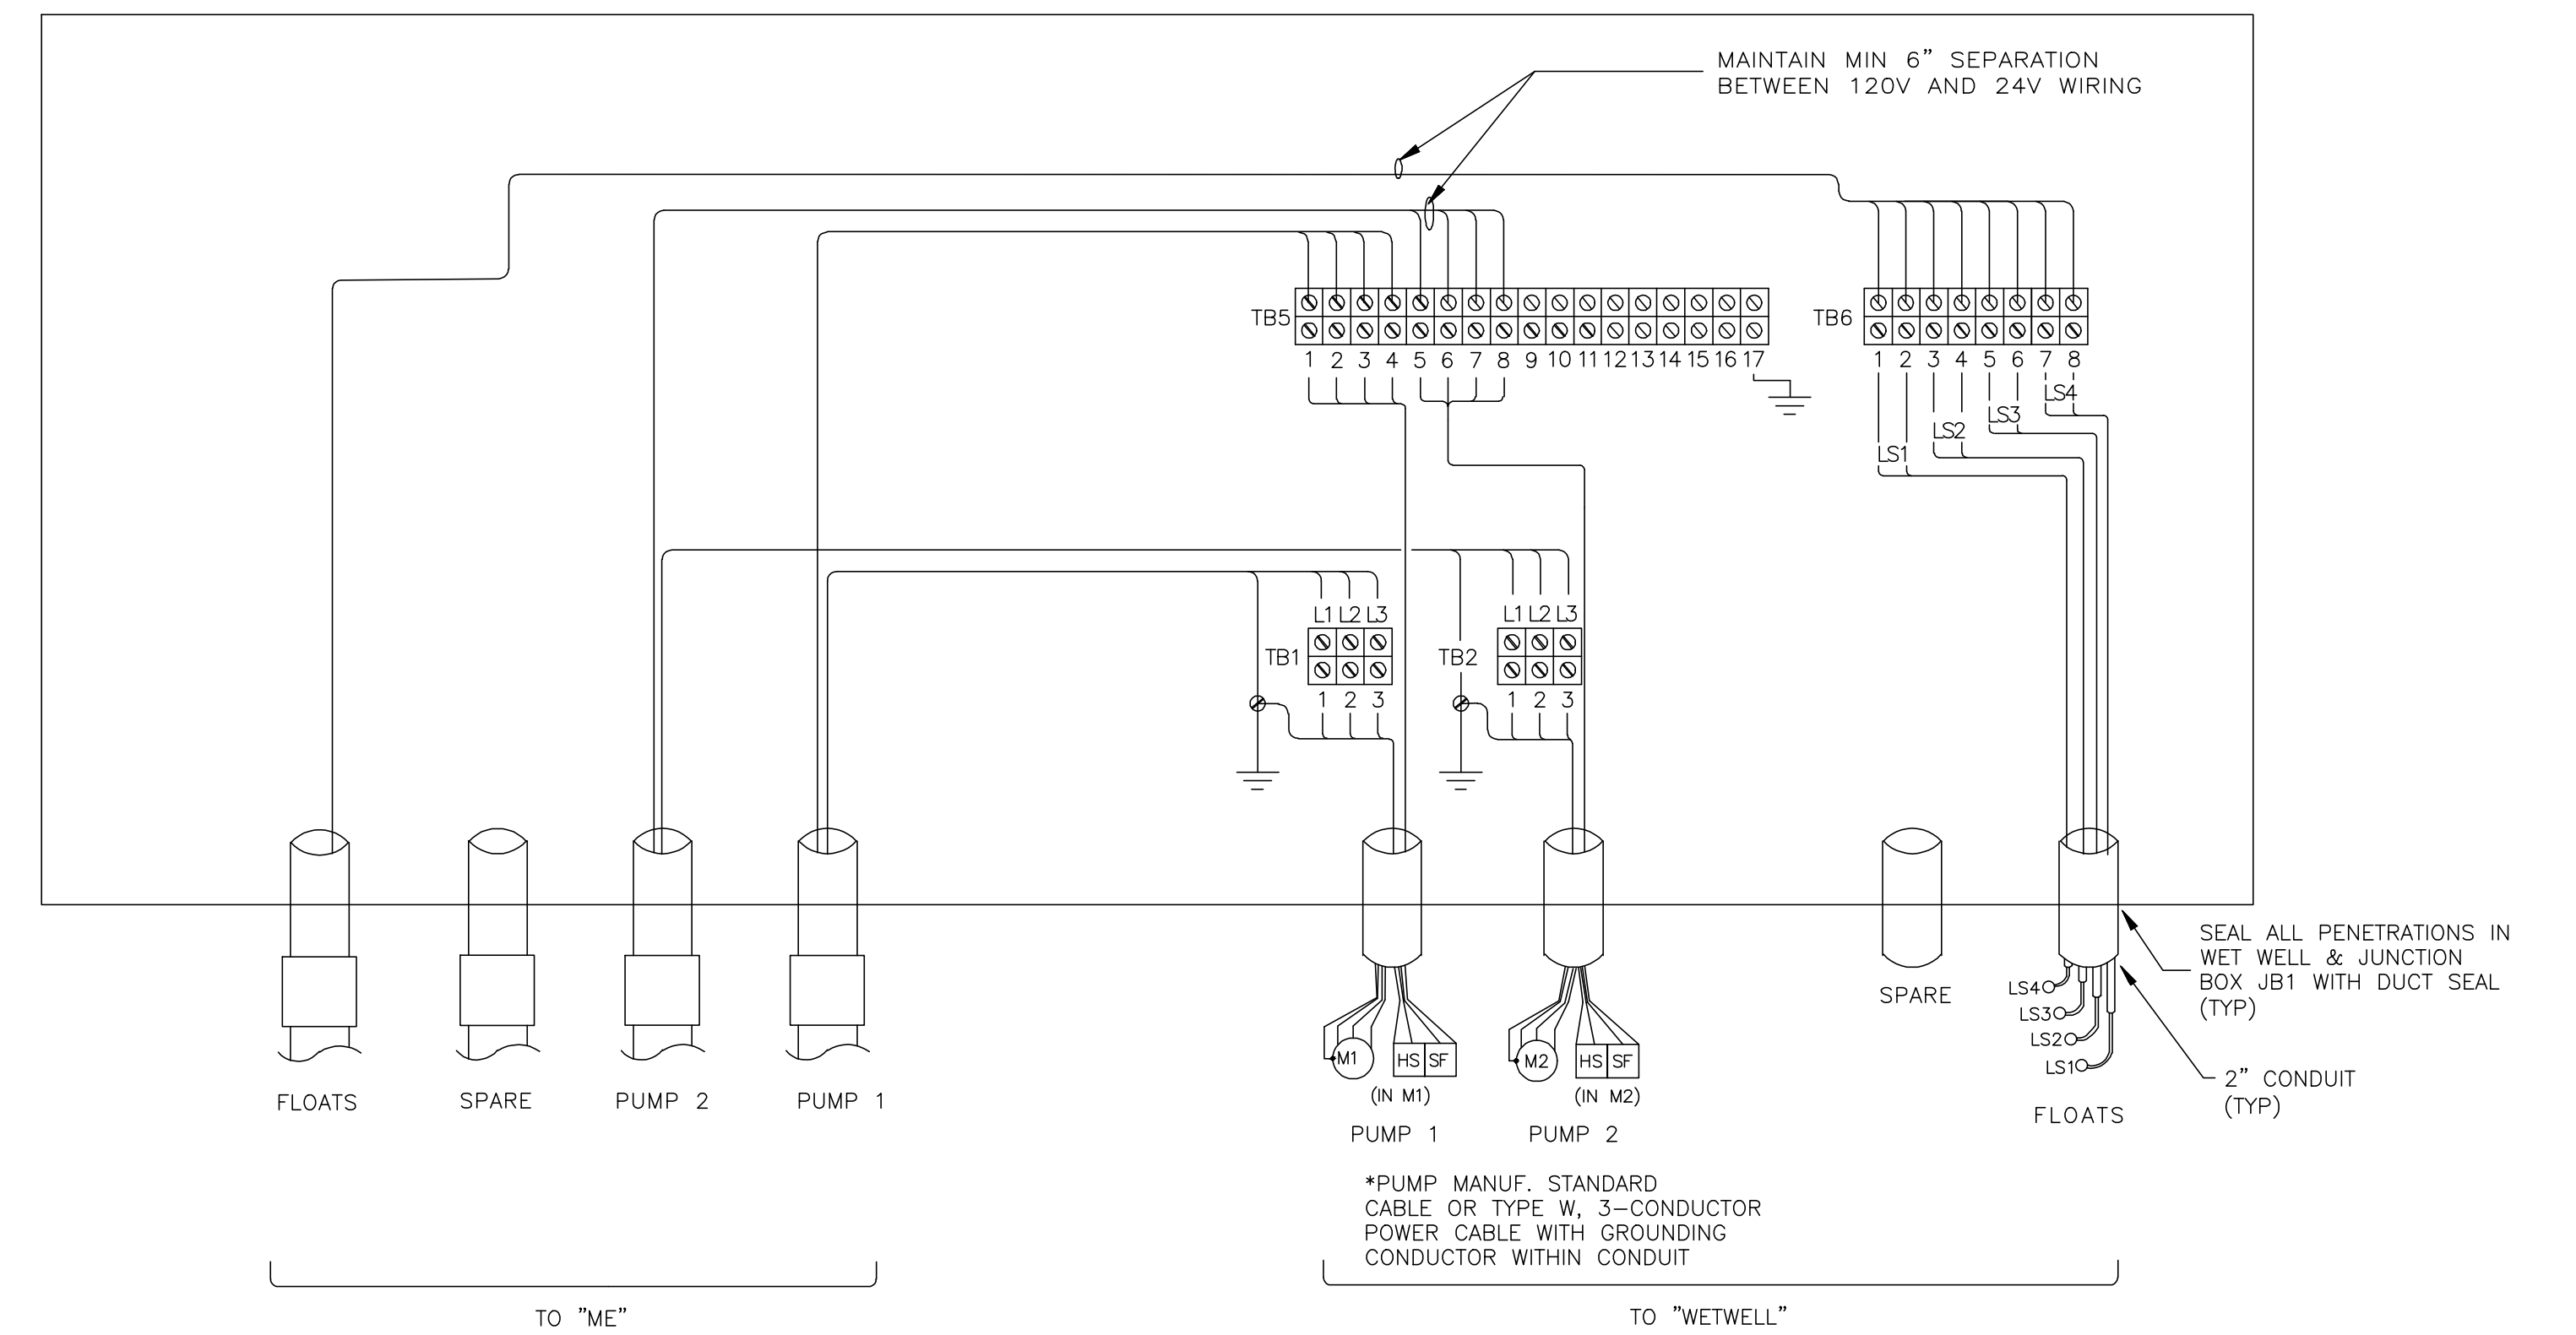 MAINTAIN MIN 6” SEPARATION
BETWEEN 120V AND 24V WIRING
TB5
1 2 3 4 5 6 7 8 9 10 11 12 13 14 15 16 17
TB6
1 2 3 4 5 6 7 8
LS4
LS3
LS2
LS1
L1 L2 L3
TB1
1 2 3
L1 L2 L3
TB2
1 2 3
SEAL ALL PENETRATIONS IN
WET WELL & JUNCTION
BOX JB1 WITH DUCT SEAL
(TYP)
LS4
LS3
LS2
LS1
2” CONDUIT
(TYP)
FLOATS
SPARE
PUMP 2
PUMP 1
M1
HS SF
(IN M1)
PUMP 1
M2
HS SF
(IN M2)
PUMP 2
SPARE
FLOATS
*PUMP MANUF. STANDARD
CABLE OR TYPE W, 3–CONDUCTOR
POWER CABLE WITH GROUNDING
CONDUCTOR WITHIN CONDUIT
TO ”ME”
TO ”WETWELL”